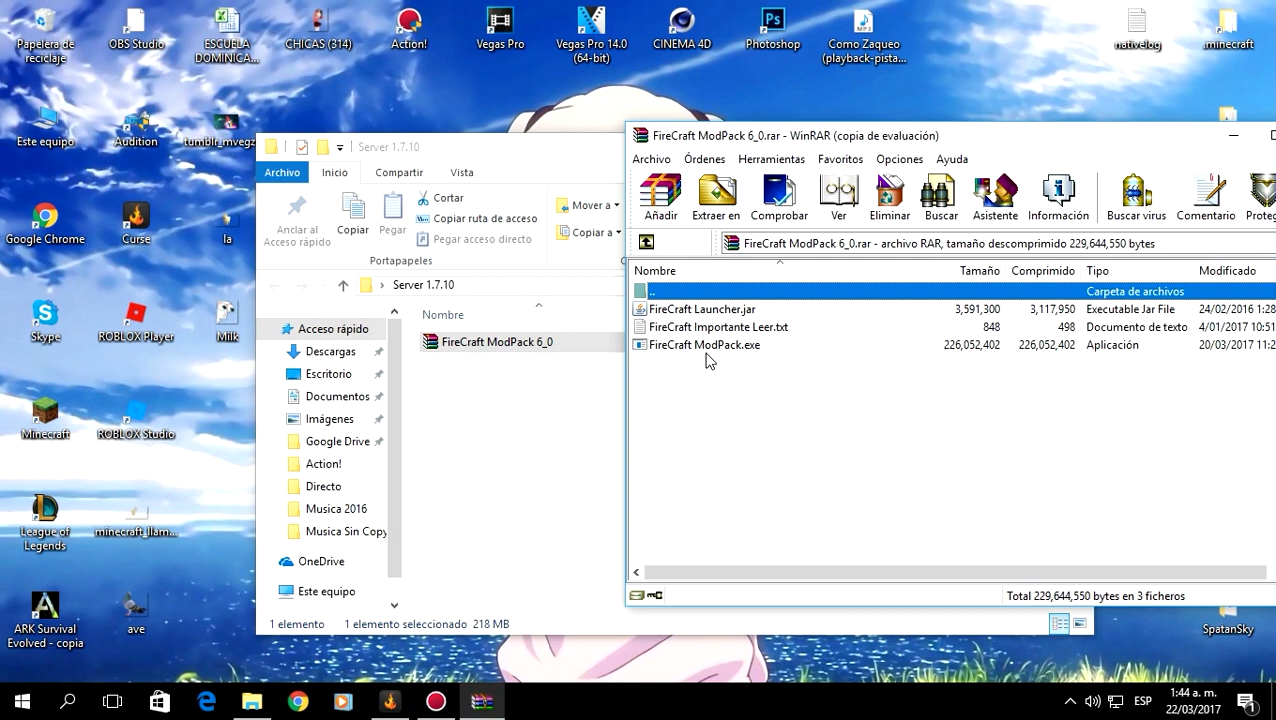 Papelera de
reciclaje
OBS Studio
ESCUELA
DOMINICA...
CHICAS (314)
Action!
Vegas Pro
Vegas Pro 14.0
(64-bit)
CINEMA 4D
Photoshop
Como Zaqueo
(playback-pista...
nativelog
.minecraft
Este equipo
Audition
tumblr_mvegz
Google Chrome
Curse
la
Skype
ROBLOX Player
Milk
Minecraft
ROBLOX Studio
League of
Legends
minecraft_llam...
ARK Survival
Evolved - copia
ave
SpatanSky
Server 1.7.10
Archivo
Inicio
Compartir
Vista
Anclar al
Acceso rápido
Copiar
Pegar
Cortar
Copiar ruta de acceso
Pegar acceso directo
Mover a
Copiar a
Portapapeles
Server 1.7.10
Nombre
Acceso rápido
Descargas
Escritorio
Documentos
Imágenes
Google Drive
Action!
Directo
Musica 2016
Musica Sin Copy
OneDrive
Este equipo
FireCraft ModPack 6_0
1 elemento
1 elemento seleccionado 218 MB
FireCraft ModPack 6_0.rar - WinRAR (copia de evaluación)
Archivo Órdenes Herramientas Favoritos Opciones Ayuda
Añadir Extraer en Comprobar Ver Eliminar Buscar Asistente Información Buscar virus Comentario Proteg
FireCraft ModPack 6_0.rar - archivo RAR, tamaño descomprimido 229,644,550 bytes
Nombre Tamaño Comprimido Tipo Modificado
.. Carpeta de archivos
FireCraft Launcher.jar 3,591,300 3,117,950 Executable Jar File 24/02/2016 1:28
FireCraft Importante Leer.txt 848 498 Documento de texto 4/01/2017 10:51
FireCraft ModPack.exe 226,052,402 226,052,402 Aplicación 20/03/2017 11:2
Total 229,644,550 bytes en 3 ficheros
ESP
1:44 a. m.
22/03/2017
1